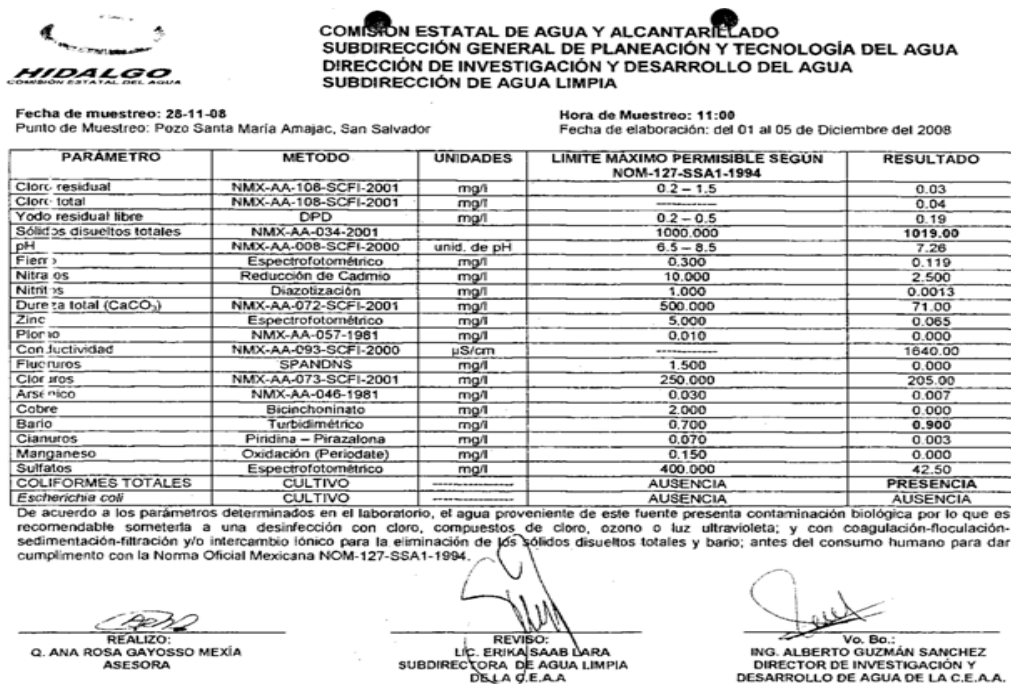 HIDALGO
COMISIÓN ESTATAL DEL AGUA
COMISIÓN ESTATAL DE AGUA Y ALCANTARILLADO
SUBDIRECCIÓN GENERAL DE PLANEACIÓN Y TECNOLOGÍA DEL AGUA
DIRECCIÓN DE INVESTIGACIÓN Y DESARROLLO DEL AGUA
SUBDIRECCIÓN DE AGUA LIMPIA
Fecha de muestreo: 28-11-08 Hora de Muestreo: 11:00
Punto de Muestreo: Pozo Santa María Amajac, San Salvador Fecha de elaboración: del 01 al 05 de Diciembre del 2008
PARÁMETRO METODO UNIDADES LIMITE MÁXIMO PERMISIBLE SEGÚN NOM-127-SSA1-1994 RESULTADO
Cloro residual NMX-AA-108-SCFI-2001 mg/l 0.2 – 1.5 0.03
Cloro total NMX-AA-108-SCFI-2001 mg/l ------------ 0.04
Yodo residual libre DPD mg/l 0.2 – 0.5 0.19
Sólidos disueltos totales NMX-AA-034-2001 mg/l 1000.000 1019.00
pH NMX-AA-008-SCFI-2000 unid. de pH 6.5 – 8.5 7.26
Fierro Espectrofotométrico mg/l 0.300 0.119
Nitratos Reducción de Cadmio mg/l 10.000 2.500
Nitritos Diazotización mg/l 1.000 0.0013
Dureza total (CaCO₃) NMX-AA-072-SCFI-2001 mg/l 500.000 71.00
Zinc Espectrofotométrico mg/l 5.000 0.065
Plomo NMX-AA-057-1981 mg/l 0.010 0.000
Conductividad NMX-AA-093-SCFI-2000 µS/cm ------------ 1640.00
Fluoruros SPANDNS mg/l 1.500 0.000
Cloruros NMX-AA-073-SCFI-2001 mg/l 250.000 205.00
Arsénico NMX-AA-046-1981 mg/l 0.030 0.007
Cobre Bicinchoninato mg/l 2.000 0.000
Bario Turbidimétrico mg/l 0.700 0.900
Cianuros Piridina – Pirazalona mg/l 0.070 0.003
Manganeso Oxidación (Periodate) mg/l 0.150 0.000
Sulfatos Espectrofotométrico mg/l 400.000 42.50
COLIFORMES TOTALES CULTIVO ------------ AUSENCIA PRESENCIA
Escherichia coli CULTIVO ------------ AUSENCIA AUSENCIA
De acuerdo a los parámetros determinados en el laboratorio, el agua proveniente de este fuente presenta contaminación biológica por lo que es
recomendable someterla a una desinfección con cloro, compuestos de cloro, ozono o luz ultravioleta; y con coagulación-floculación-
sedimentación-filtración y/o intercambio iónico para la eliminación de los sólidos disueltos totales y bario; antes del consumo humano para dar
cumplimento con la Norma Oficial Mexicana NOM-127-SSA1-1994.
REALIZO:
Q. ANA ROSA GAYOSSO MEXÍA
ASESORA
REVISO:
LIC. ERIKA SAAB LARA
SUBDIRECTORA DE AGUA LIMPIA
DE LA C.E.A.A
Vo. Bo.:
ING. ALBERTO GUZMÁN SANCHEZ
DIRECTOR DE INVESTIGACIÓN Y
DESARROLLO DE AGUA DE LA C.E.A.A.